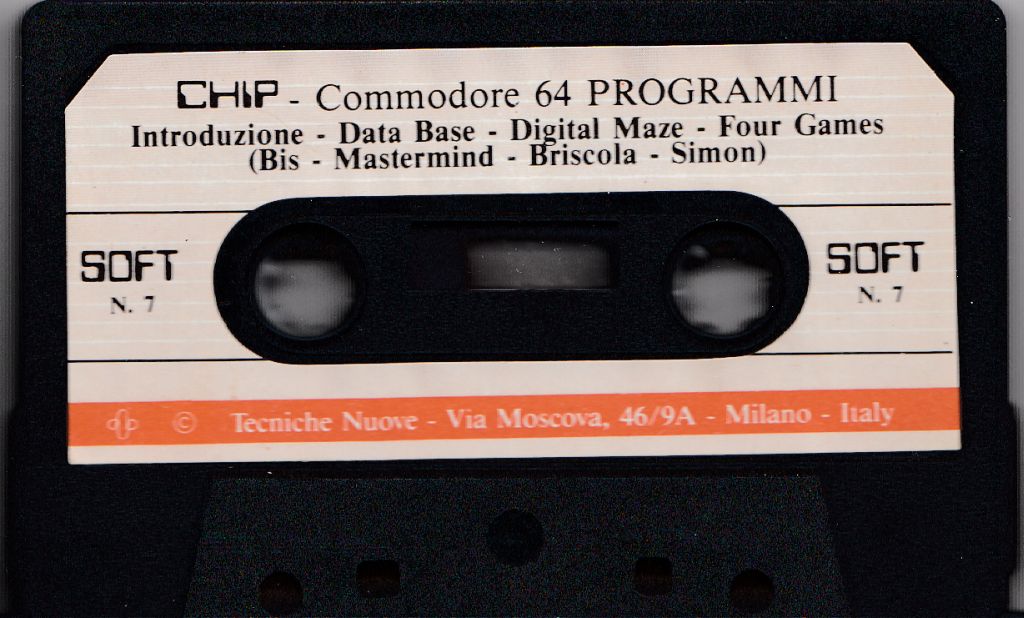 CHIP - Commodore 64 PROGRAMMI
Introduzione - Data Base - Digital Maze - Four Games
(Bis - Mastermind - Briscola - Simon)
SOFT
N. 7
SOFT
N. 7
© Tecniche Nuove - Via Moscova, 46/9A - Milano - Italy